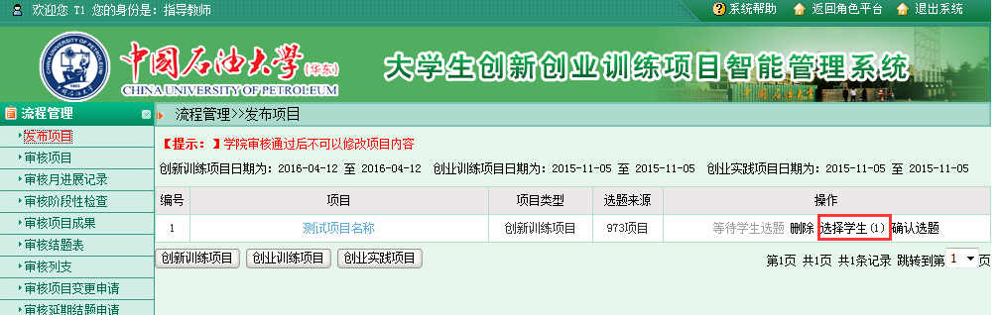 欢迎您 T1 您的身份是：指导教师
系统帮助 返回角色平台 退出系统
中国石油大学(华东)
CHINA UNIVERSITY OF PETROLEUM
大学生创新创业训练项目智能管理系统
中国石油大学
流程管理
发布项目
审核项目
审核月进展记录
审核阶段性检查
审核项目成果
审核结题表
审核列支
审核项目变更申请
审核延期结题申请
流程管理>>发布项目
【提示：】学院审核通过后不可以修改项目内容
创新训练项目日期为：2016-04-12 至 2016-04-12 创业训练项目日期为：2015-11-05 至 2015-11-05 创业实践项目日期为：2015-11-05 至 2015-11-05
编号 项目 项目类型 选题来源 操作
1 测试项目名称 创新训练项目 973项目 等待学生选题 删除 选择学生(1) 确认选题
创新训练项目 创业训练项目 创业实践项目
第1页 共1页 共1条记录 跳转到第 1 页